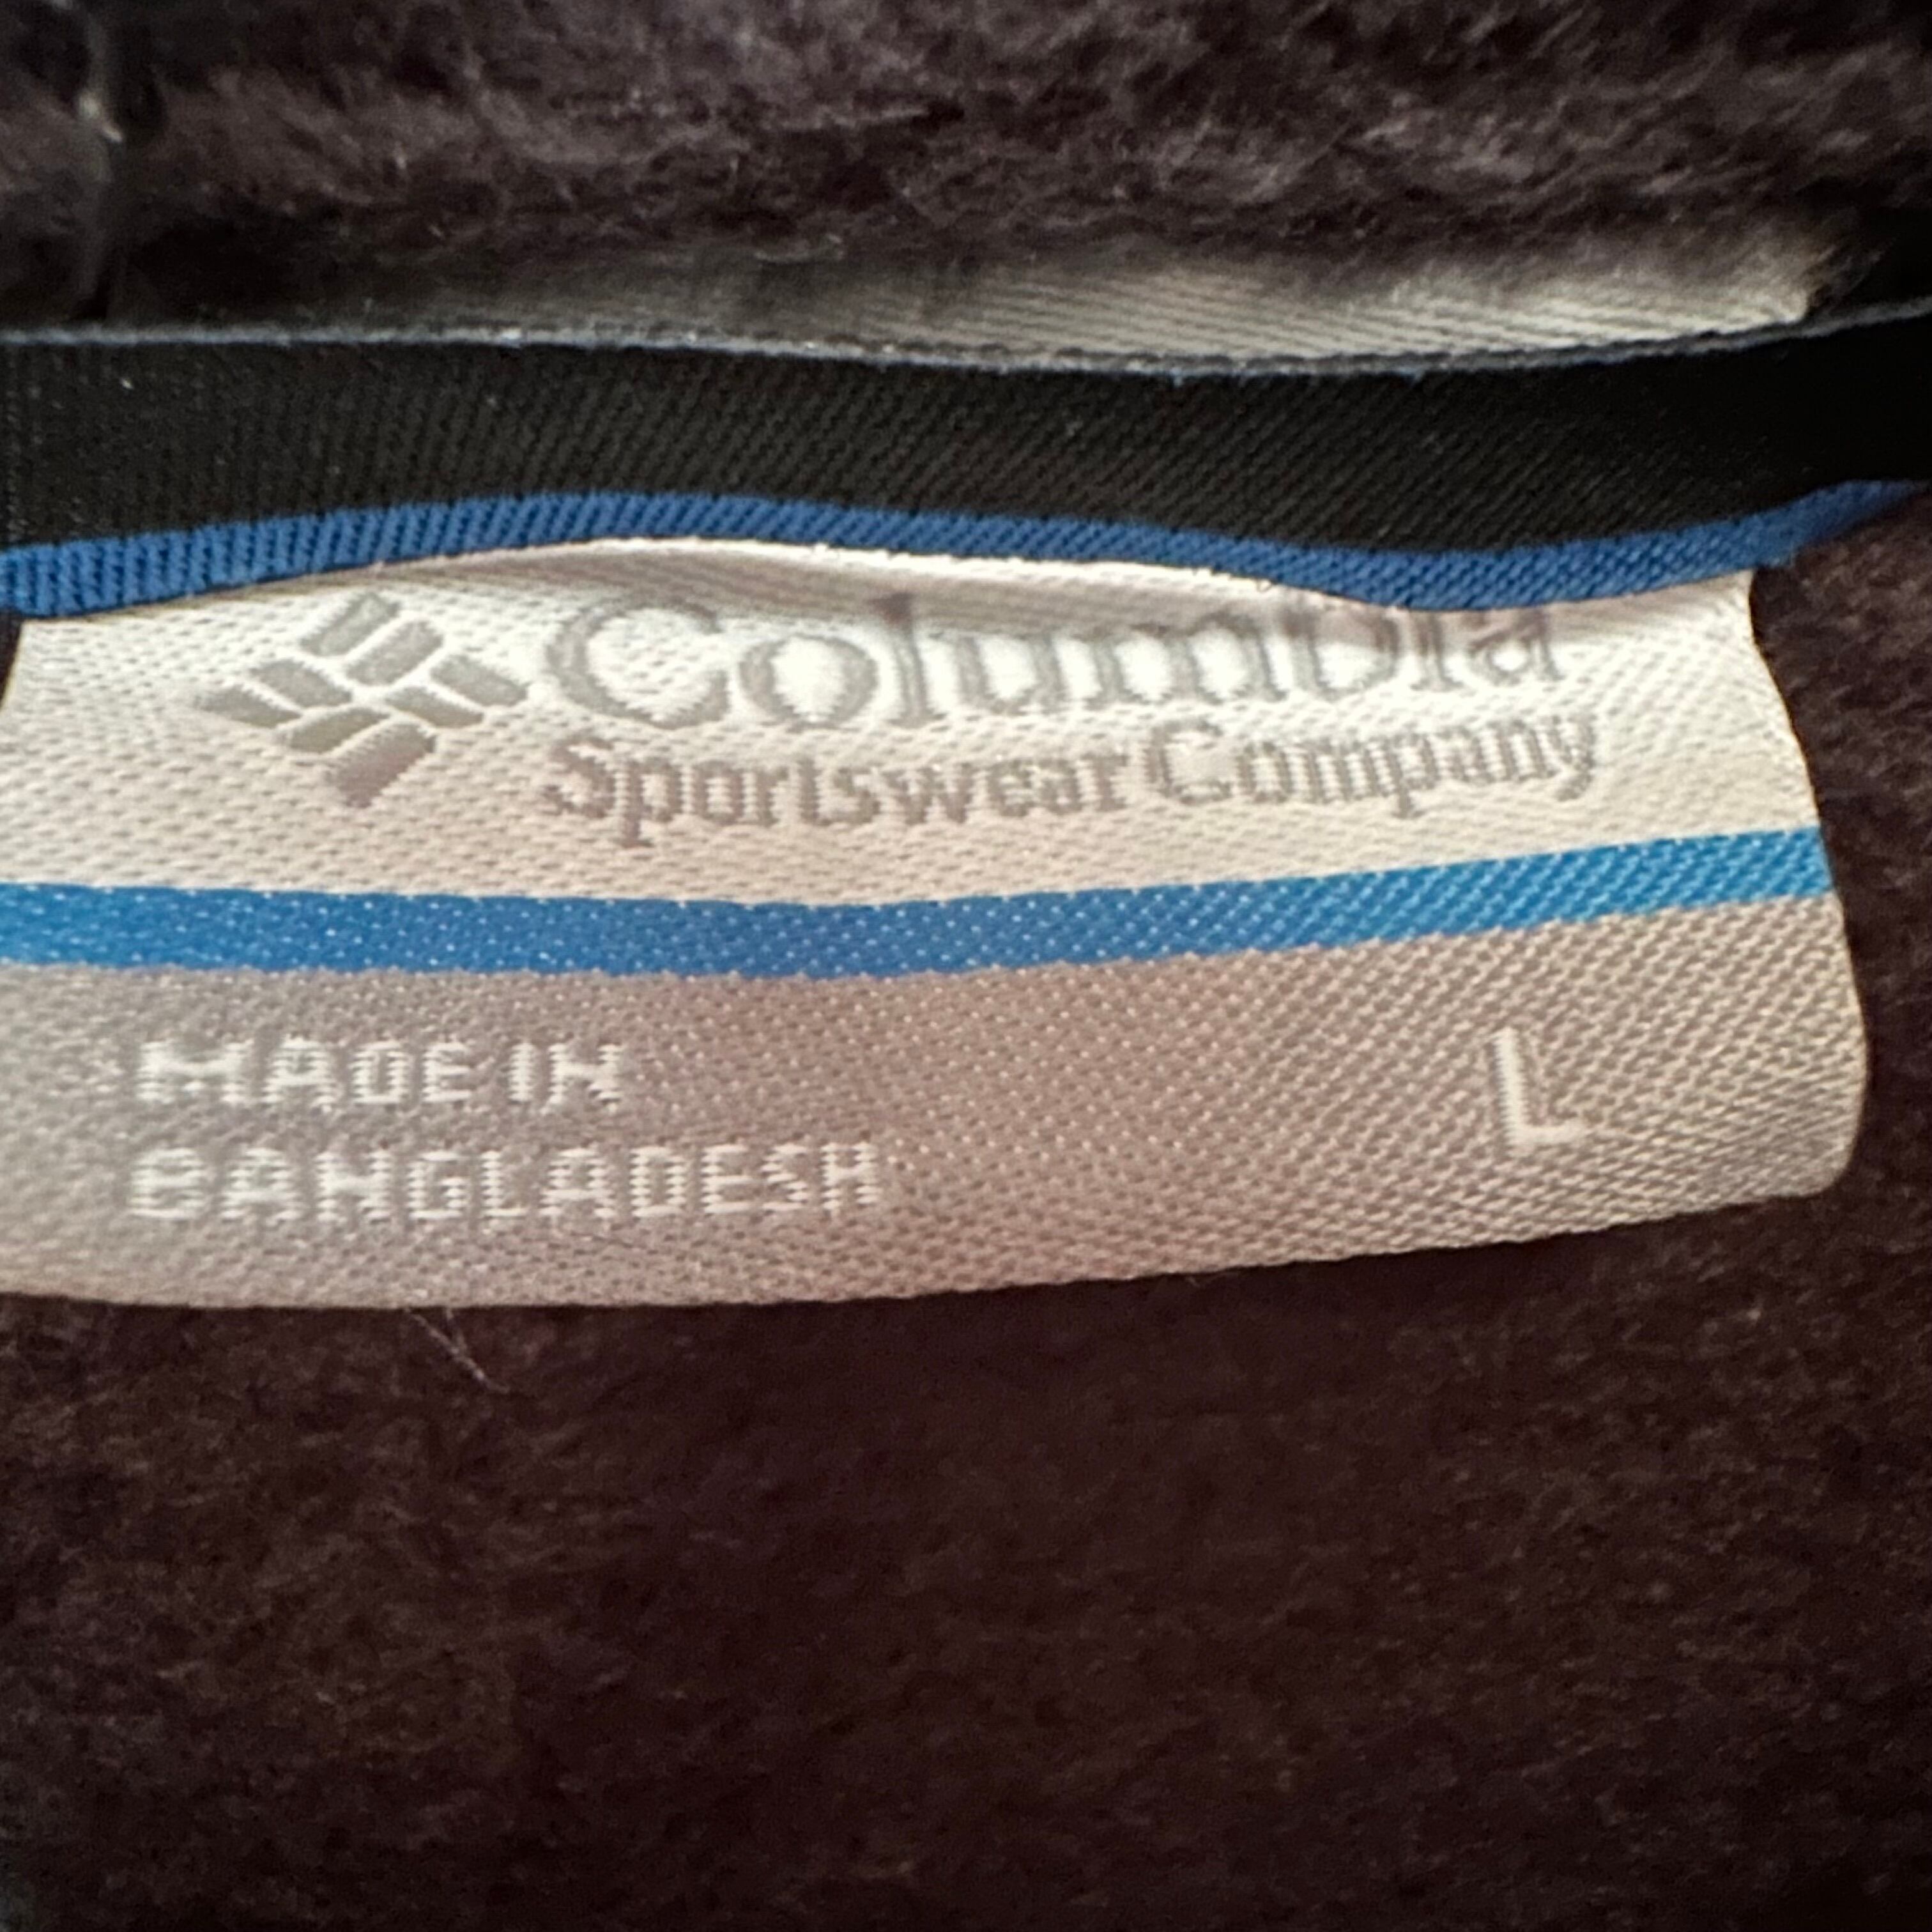 Columbia
Sportswear Company
MADE IN
BANGLADESH
L